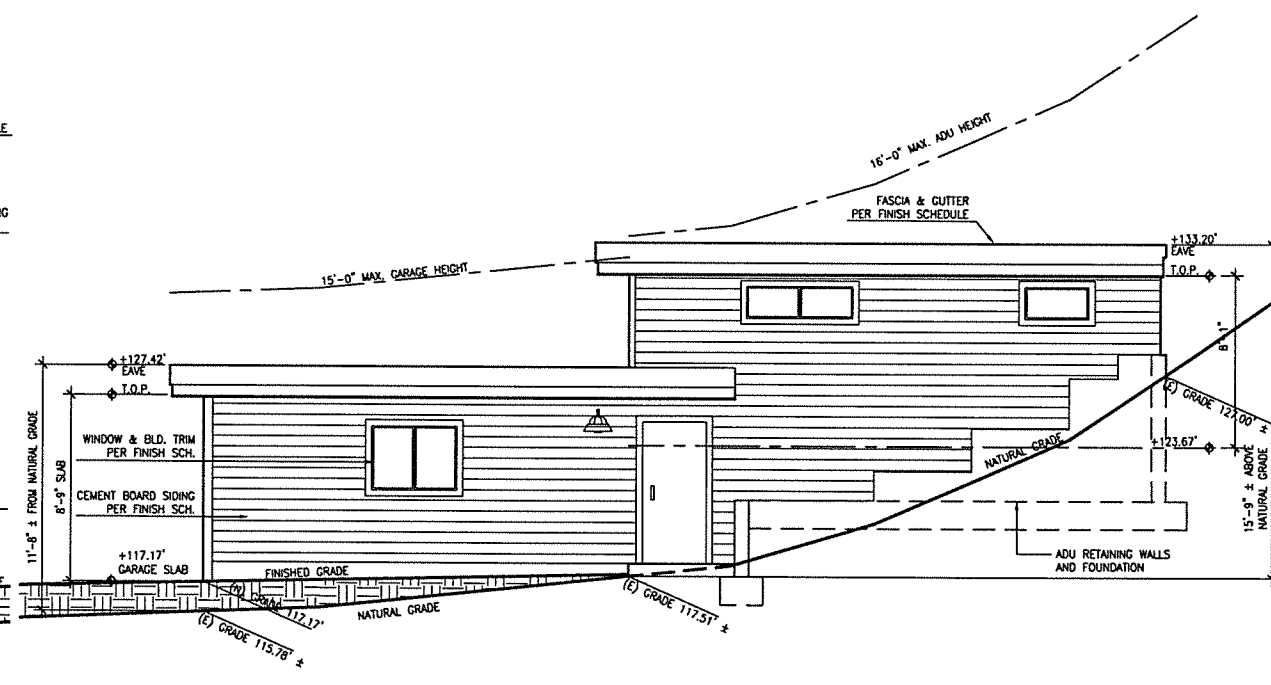 16'-0" MAX. ADU HEIGHT
FASCIA & GUTTER
PER FINISH SCHEDULE
+133.20'
EAVE
T.O.P.
15'-0" MAX. GARAGE HEIGHT
8'-1"
+127.42'
EAVE
T.O.P.
(E) GRADE 127.00' ±
11'-8" ± FROM NATURAL GRADE
8'-9" SLAB
WINDOW & BLD. TRIM
PER FINISH SCH.
NATURAL GRADE
+123.67'
15'-9" ± ABOVE
NATURAL GRADE
CEMENT BOARD SIDING
PER FINISH SCH.
+117.17'
GARAGE SLAB
ADU RETAINING WALLS
AND FOUNDATION
FINISHED GRADE
(N) GRADE 117.17'
NATURAL GRADE
(E) GRADE 117.51' ±
(E) GRADE 115.78' ±